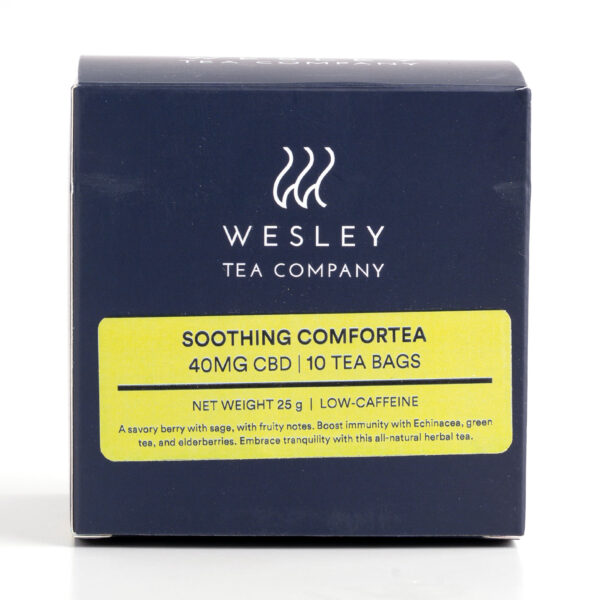 TEA COMPANY
WESLEY
TEA COMPANY
SOOTHING COMFORTEA
40MG CBD | 10 TEA BAGS
NET WEIGHT 25 g | LOW-CAFFEINE
A savory berry with sage, with fruity notes. Boost immunity with Echinacea, green
tea, and elderberries. Embrace tranquility with this all-natural herbal tea.